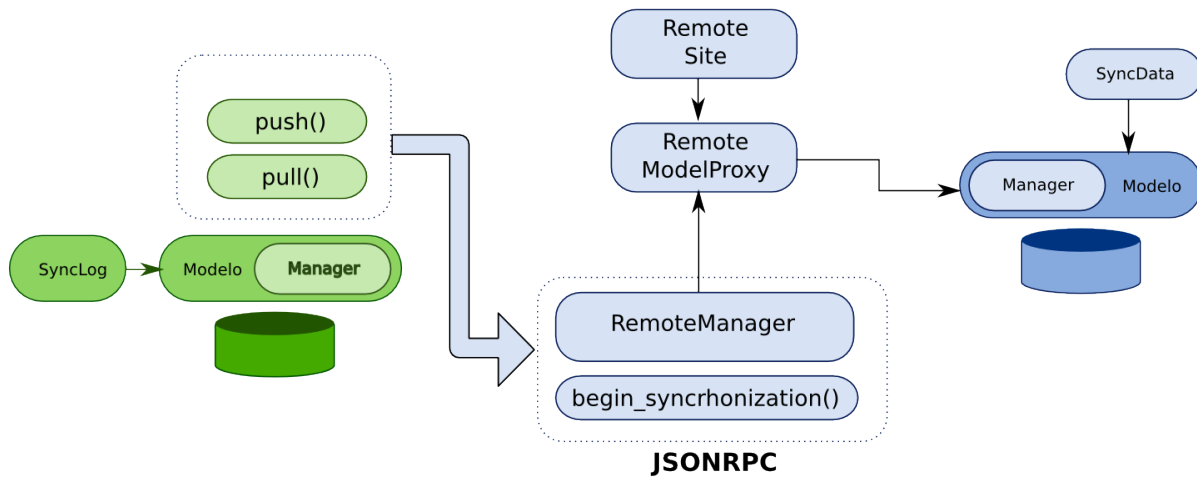 push()
pull()
SyncLog
Modelo
Manager
Remote
Site
Remote
ModelProxy
SyncData
Manager
Modelo
RemoteManager
begin_syncrhonization()
JSONRPC